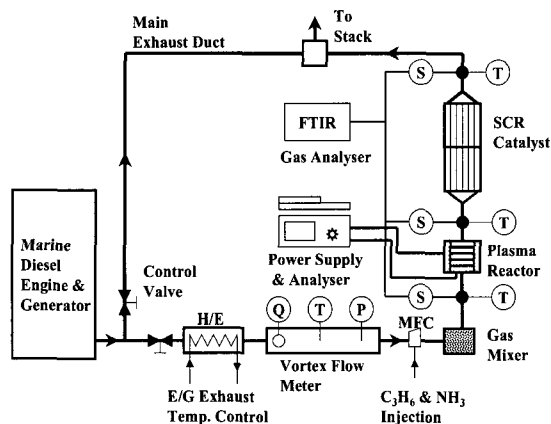 Main
Exhaust Duct
To
Stack
S
T
FTIR
Gas Analyser
SCR
Catalyst
S
T
Marine
Diesel
Engine &
Generator
Control
Valve
Power Supply
& Analyser
Plasma
Reactor
S
T
H/E
Q
T
P
MFC
Gas
Mixer
Vortex Flow
Meter
E/G Exhaust
Temp. Control
C₃H₆ & NH₃
Injection